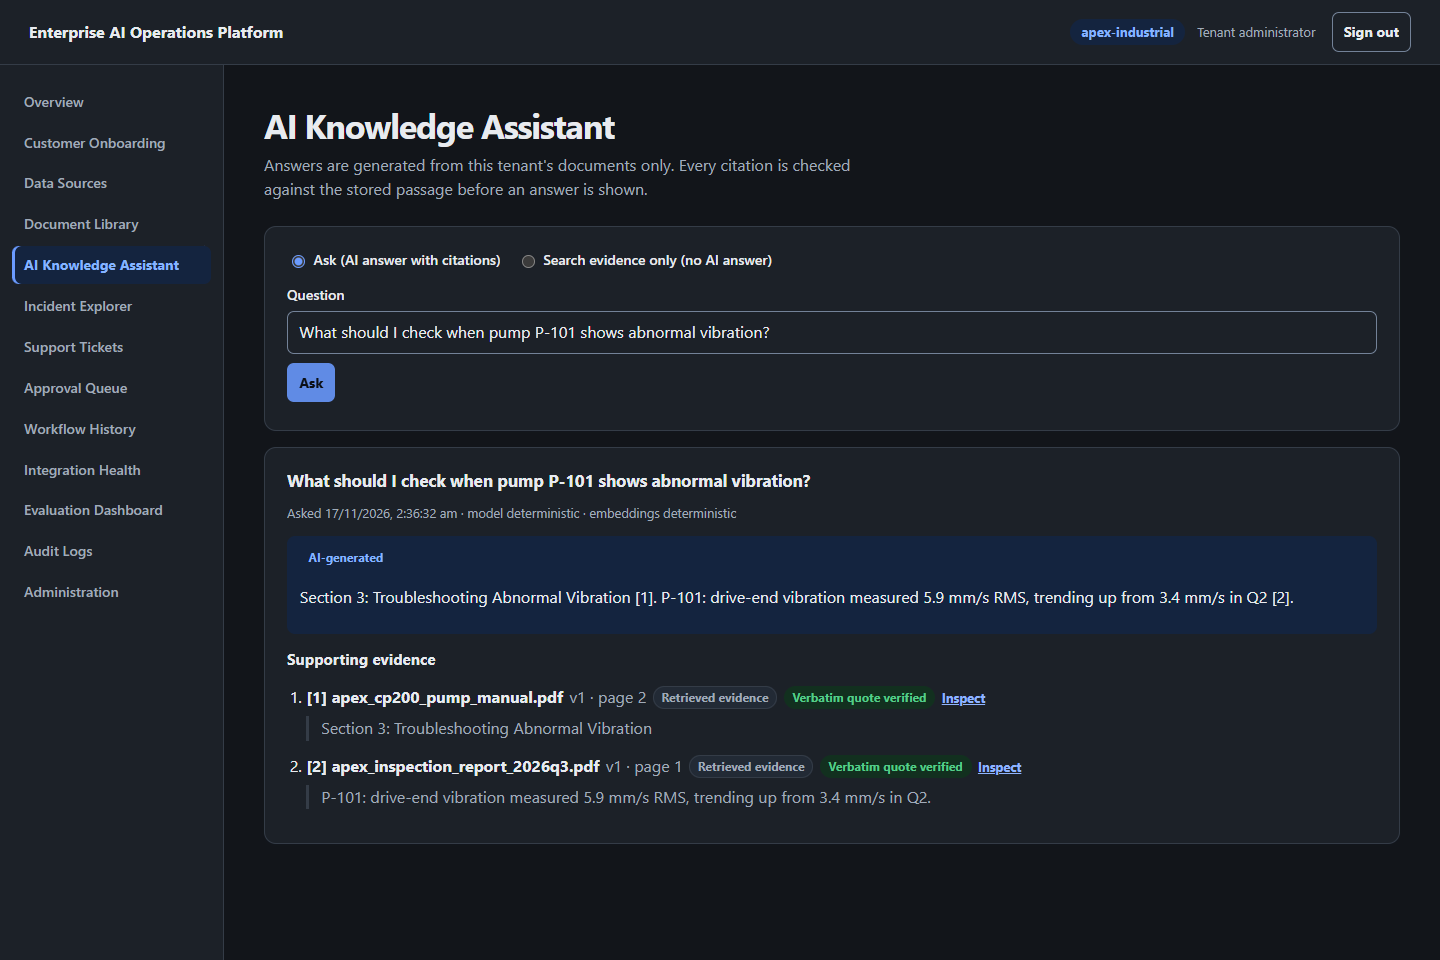 Enterprise AI Operations Platform
apex-industrial
Tenant administrator
Sign out
Overview
Customer Onboarding
Data Sources
Document Library
AI Knowledge Assistant
Incident Explorer
Support Tickets
Approval Queue
Workflow History
Integration Health
Evaluation Dashboard
Audit Logs
Administration
AI Knowledge Assistant
Answers are generated from this tenant's documents only. Every citation is checked
against the stored passage before an answer is shown.
Ask (AI answer with citations)
Search evidence only (no AI answer)
Question
What should I check when pump P-101 shows abnormal vibration?
Ask
What should I check when pump P-101 shows abnormal vibration?
Asked 17/11/2026, 2:36:32 am · model deterministic · embeddings deterministic
AI-generated
Section 3: Troubleshooting Abnormal Vibration [1]. P-101: drive-end vibration measured 5.9 mm/s RMS, trending up from 3.4 mm/s in Q2 [2].
Supporting evidence
1. [1] apex_cp200_pump_manual.pdf v1 · page 2 Retrieved evidence Verbatim quote verified Inspect
Section 3: Troubleshooting Abnormal Vibration
2. [2] apex_inspection_report_2026q3.pdf v1 · page 1 Retrieved evidence Verbatim quote verified Inspect
P-101: drive-end vibration measured 5.9 mm/s RMS, trending up from 3.4 mm/s in Q2.